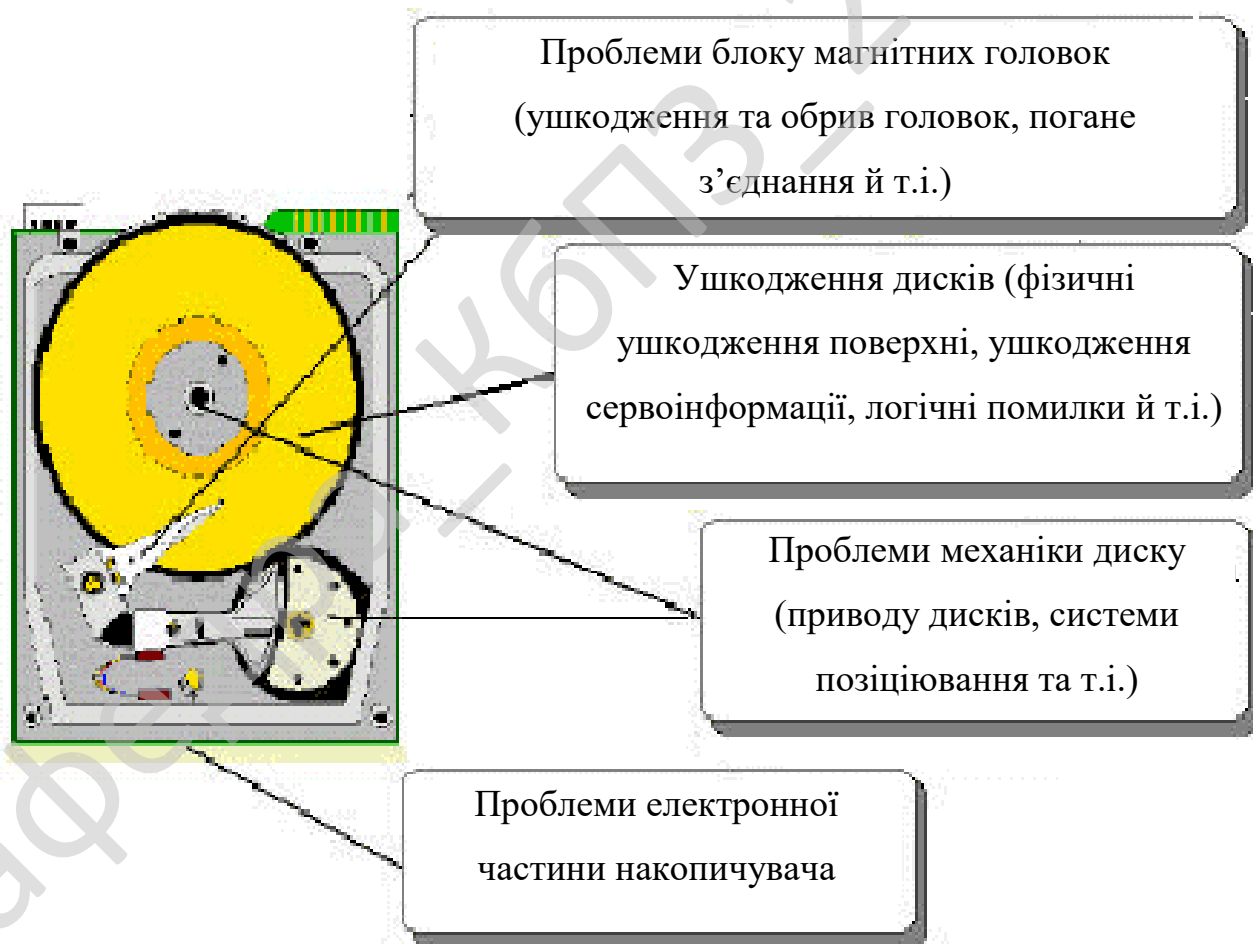 Проблеми блоку магнітних головок
(ушкодження та обрив головок, погане
з’єднання й т.і.)
Ушкодження дисків (фізичні
ушкодження поверхні, ушкодження
сервоінформації, логічні помилки й т.і.)
Проблеми механіки диску
(приводу дисків, системи
позіціювання та т.і.)
Проблеми електронної
частини накопичувача